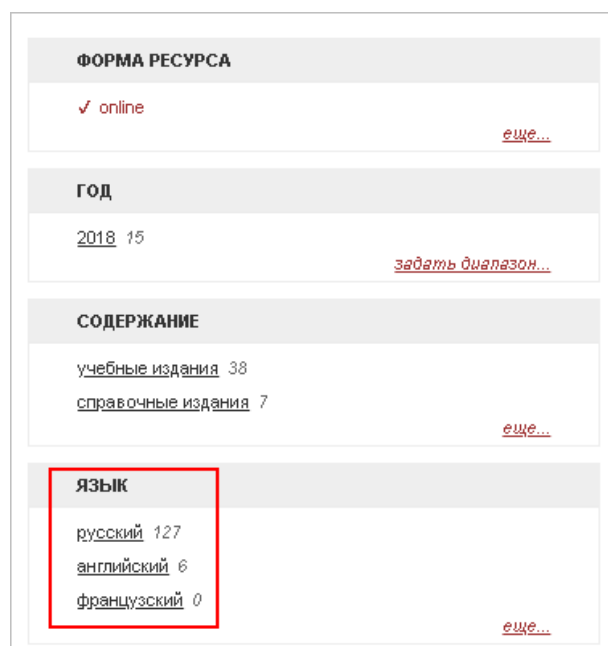 ФОРМА РЕСУРСА
✓ online
еще...
ГОД
2018 15
задать диапазон...
СОДЕРЖАНИЕ
учебные издания 38
справочные издания 7
еще...
ЯЗЫК
русский 127
английский 6
французский 0
еще...